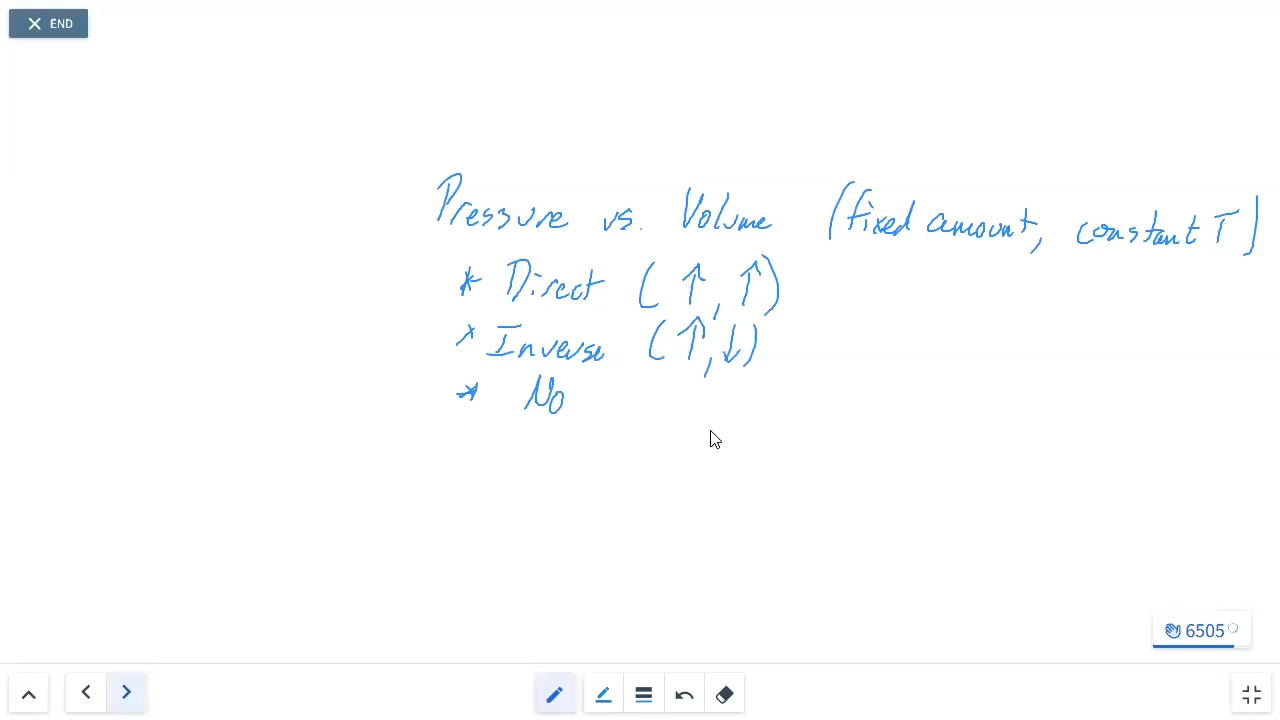 END
Pressure vs. Volume (fixed amount, constant T)
* Direct (↑, ↑)
* Inverse (↑, ↓)
* No
6505